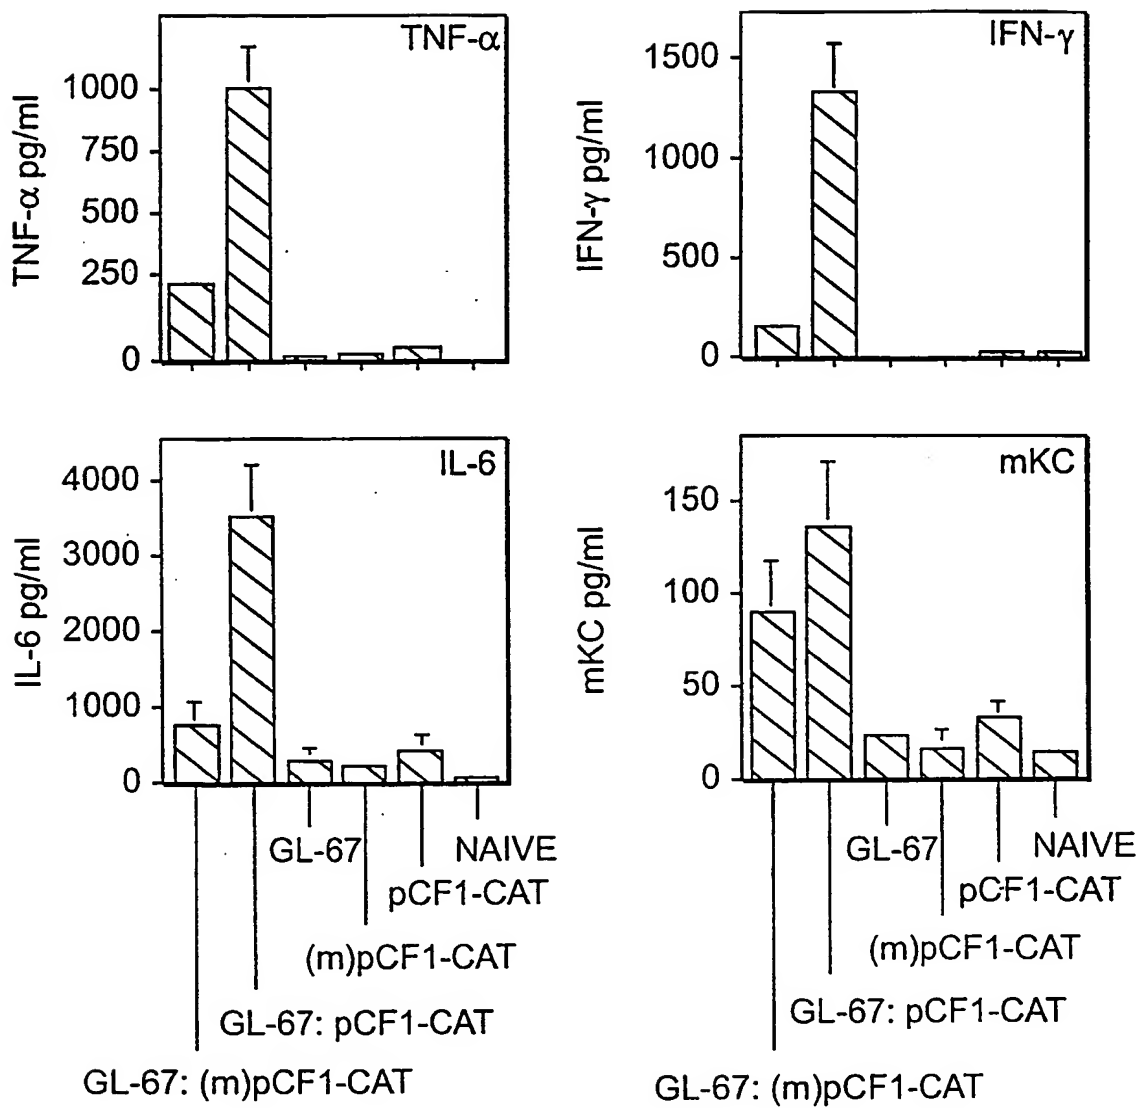 TNF-α
TNF-α pg/ml
1000
750
500
250
0
IFN-γ
IFN-γ pg/ml
1500
1000
500
0
IL-6
IL-6 pg/ml
4000
3000
2000
1000
0
GL-67
NAIVE
pCF1-CAT
(m)pCF1-CAT
GL-67: pCF1-CAT
GL-67: (m)pCF1-CAT
mKC
mKC pg/ml
150
100
50
0
GL-67
NAIVE
pCF1-CAT
(m)pCF1-CAT
GL-67: pCF1-CAT
GL-67: (m)pCF1-CAT